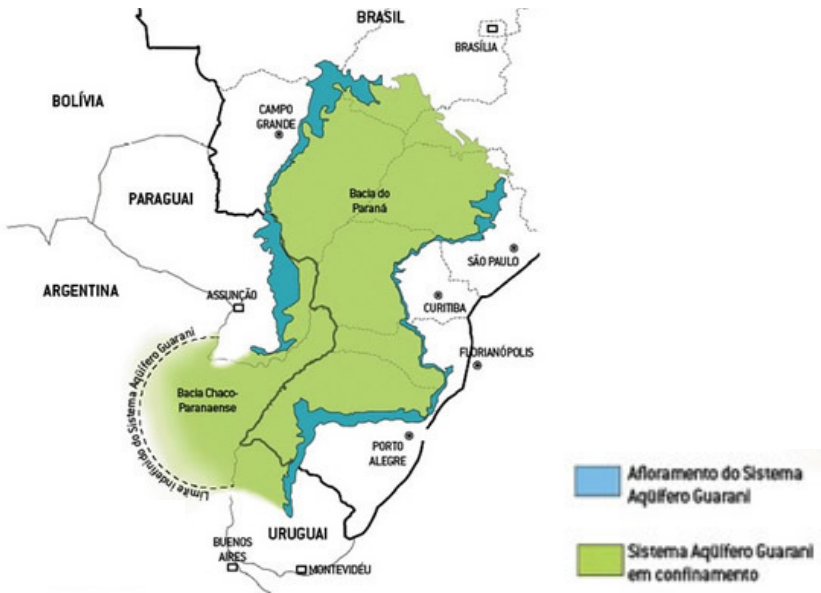 BRASIL
BRASÍLIA
BOLÍVIA
CAMPO
GRANDE
PARAGUAI
Bacia do
Paraná
SÃO PAULO
ARGENTINA
ASSUNÇÃO
CURITIBA
Limite indefinido do Sistema Aqüífero Guarani
FLORIANÓPOLIS
Bacia Chaco-
Paranaense
PORTO
ALEGRE
Afloramento do Sistema
Aqüífero Guarani
URUGUAI
BUENOS
AIRES
MONTEVIDÉU
Sistema Aqüífero Guarani
em confinamento